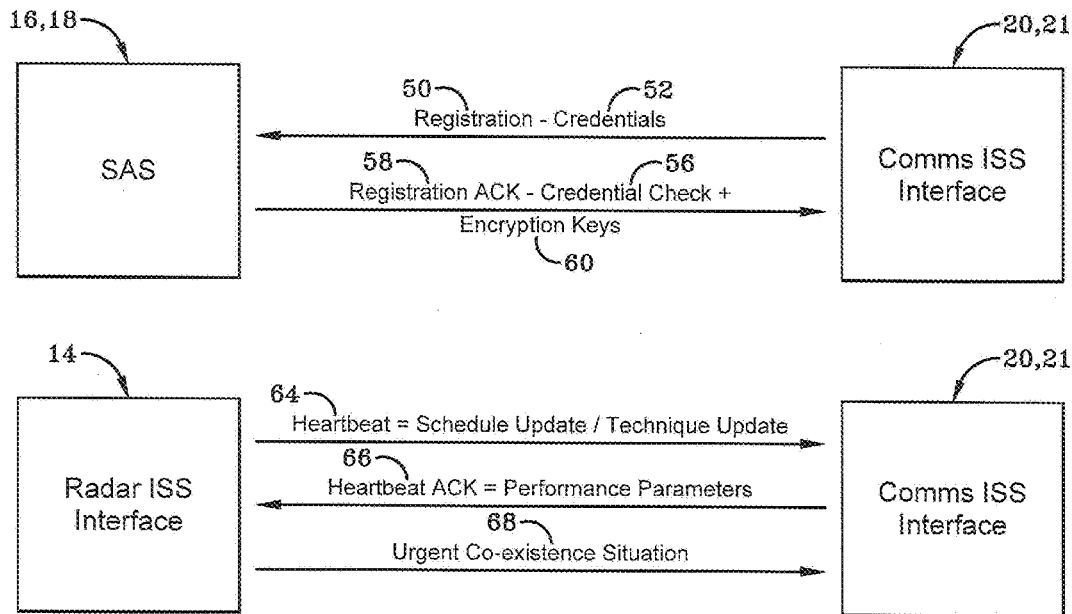 16,18
20,21
50
52
Registration - Credentials
SAS
58
56
Comms ISS
Interface
Registration ACK - Credential Check +
Encryption Keys
60
14
20,21
64
Heartbeat = Schedule Update / Technique Update
66
Radar ISS
Interface
Heartbeat ACK = Performance Parameters
Comms ISS
Interface
68
Urgent Co-existence Situation